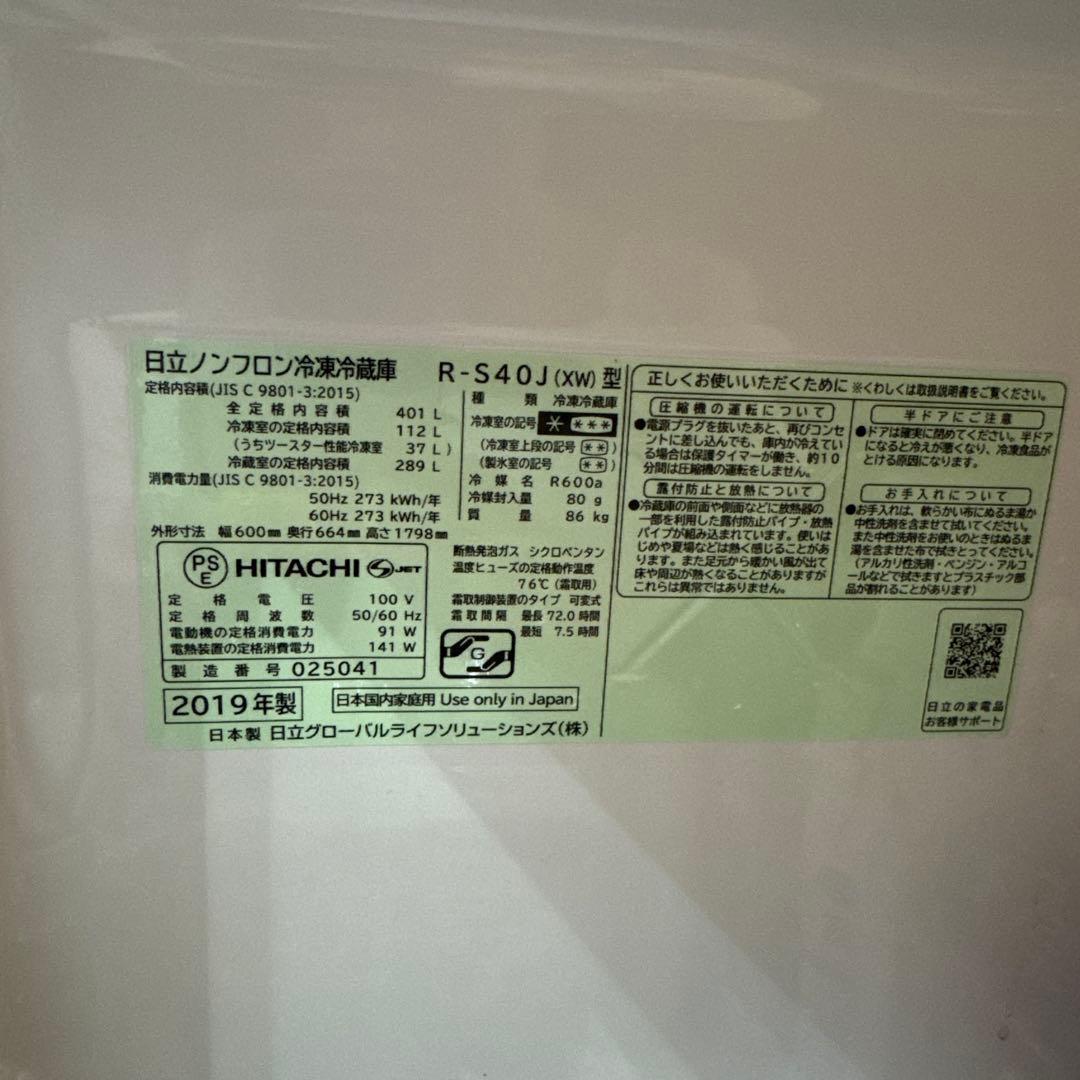 日立ノンフロン冷凍冷蔵庫 R-S40J(XW)型
定格内容積(JIS C 9801-3:2015)
全定格内容積 401 L
冷凍室の定格内容積 112 L
(うちツースター性能冷凍室 37 L)
冷蔵室の定格内容積 289 L
消費電力量(JIS C 9801-3:2015)
50Hz 273 kWh/年
60Hz 273 kWh/年
外形寸法 幅600㎜ 奥行664㎜ 高さ1798㎜
種類 冷凍冷蔵庫
冷凍室の記号 * ***
(冷凍室上段の記号 **)
(製氷室の記号 **)
冷媒名 R600a
冷媒封入量 80 g
質量 86 kg
PSE HITACHI JET
定格電圧 100 V
定格周波数 50/60 Hz
電動機の定格消費電力 91 W
電熱装置の定格消費電力 141 W
製造番号 025041
断熱発泡ガス シクロペンタン
温度ヒューズの定格動作温度
76℃(霜取用)
霜取制御装置のタイプ 可変式
霜取間隔 最長 72.0 時間
最短 7.5 時間
G
2019年製
日本国内家庭用 Use only in Japan
日本製 日立グローバルライフソリューションズ(株)
正しくお使いいただくために ※くわしくは取扱説明書をご覧ください。
圧縮機の運転について
●電源プラグを抜いたあと、再びコンセ
ントに差し込んでも、庫内が冷えてい
る場合は保護タイマーが働き、約10
分間は圧縮機の運転をしません。
露付防止と放熱について
●冷蔵庫の前面や側面などに放熱器の
一部を利用した露付防止パイプ・放熱
パイプが組み込まれています。使いは
じめや夏場などは熱く感じることがあ
ります。また足元から暖かい風が出て
床や周辺が熱くなることがありますが
これらは異常ではありません。
半ドアにご注意
●ドアは確実に閉めてください。半ドア
になると冷えが悪くなり、冷凍食品が
とける原因になります。
お手入れについて
●お手入れは、軟らかい布にぬるま湯か
中性洗剤を含ませて拭いてください。
また中性洗剤をお使いのときはぬるま
湯を含ませた布で拭きとってください。
(アルカリ性洗剤・ベンジン・アルコ
ールなどで拭きますとプラスチック部
品が割れることがあります)
日立の家電品
お客様サポート